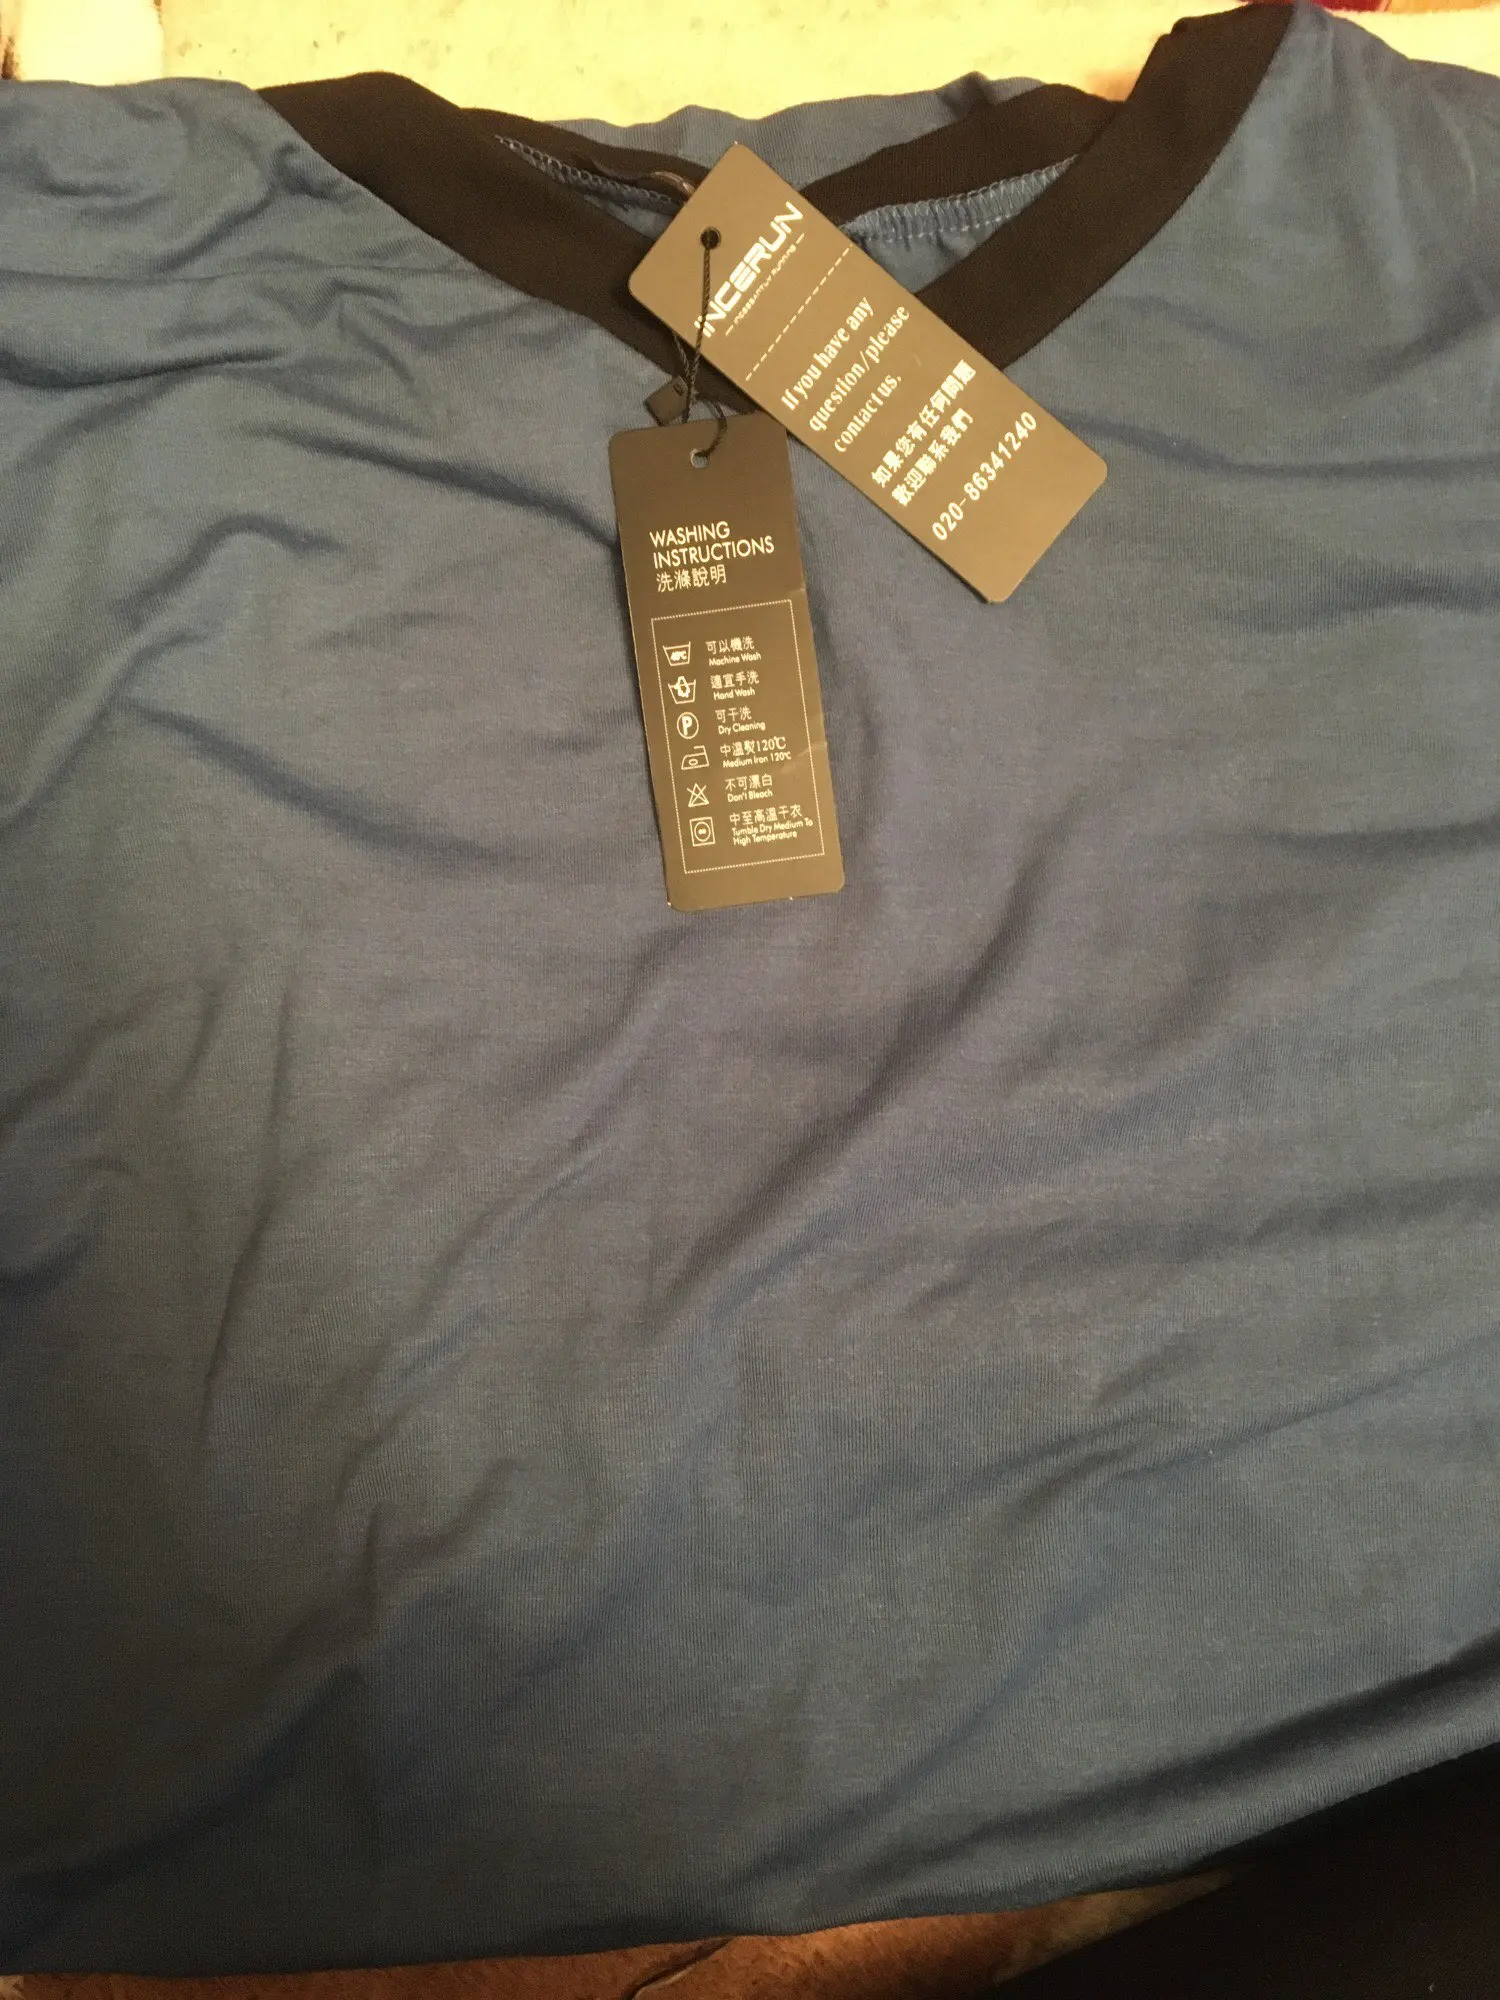 INCERUN
— INCESSANTLY RUNNING —
If you have any
question/please
contact us.
如果您有任何問題
歡迎聯系我們
020-86341240
WASHING
INSTRUCTIONS
洗滌說明
40℃
可以機洗
Machine Wash
適宜手洗
Hand Wash
P
可干洗
Dry Cleaning
中溫熨120℃
Medium Iron 120℃
不可漂白
Don't Bleach
中至高溫干衣
Tumble Dry Medium To
High Temperature